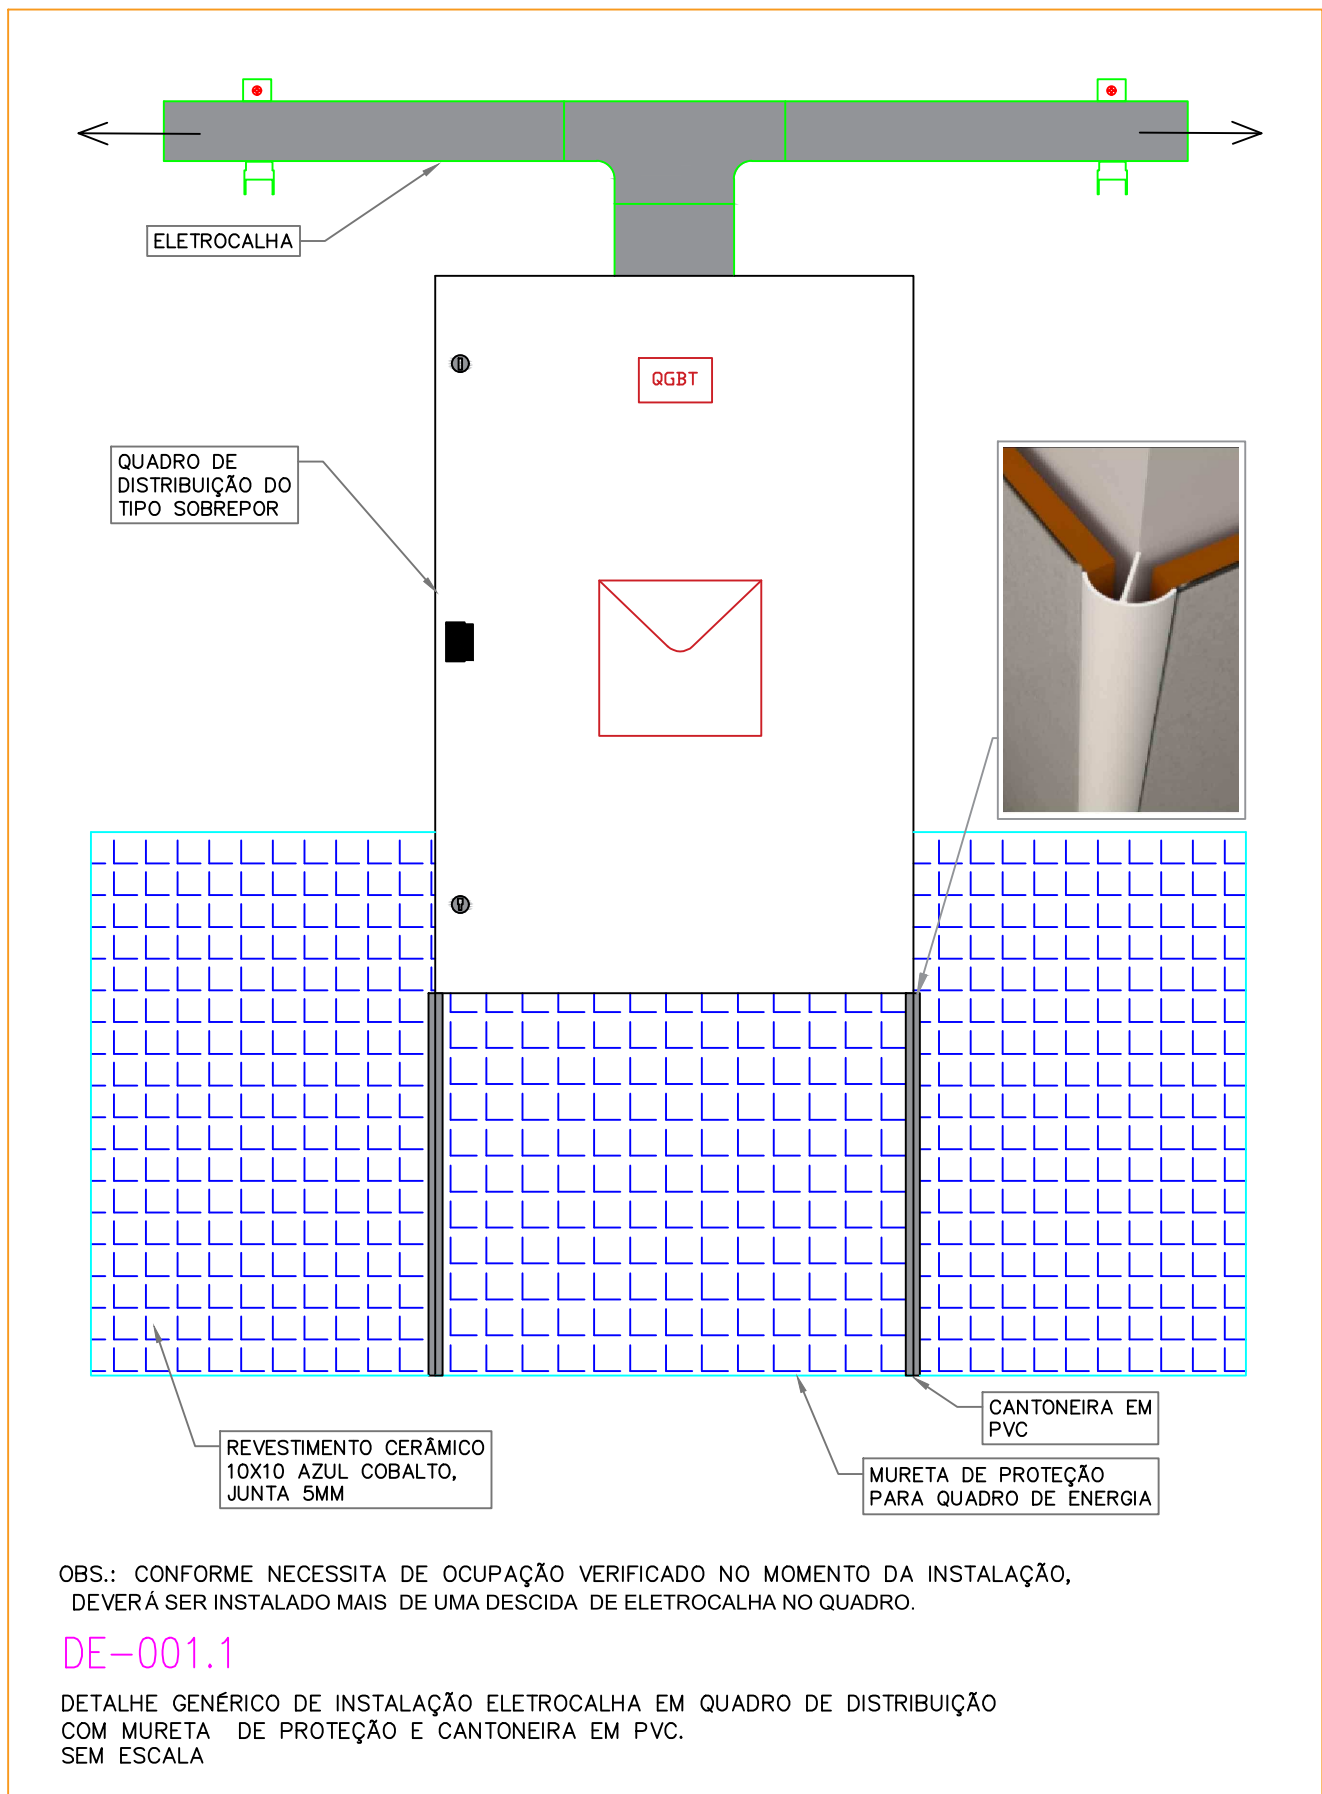 ELETROCALHA
QGBT
QUADRO DE
DISTRIBUIÇÃO DO
TIPO SOBREPOR
CANTONEIRA EM
PVC
REVESTIMENTO CERÂMICO
10X10 AZUL COBALTO,
JUNTA 5MM
MURETA DE PROTEÇÃO
PARA QUADRO DE ENERGIA
OBS.: CONFORME NECESSITA DE OCUPAÇÃO VERIFICADO NO MOMENTO DA INSTALAÇÃO,
DEVERÁ SER INSTALADO MAIS DE UMA DESCIDA DE ELETROCALHA NO QUADRO.
DE-001.1
DETALHE GENÉRICO DE INSTALAÇÃO ELETROCALHA EM QUADRO DE DISTRIBUIÇÃO
COM MURETA DE PROTEÇÃO E CANTONEIRA EM PVC.
SEM ESCALA